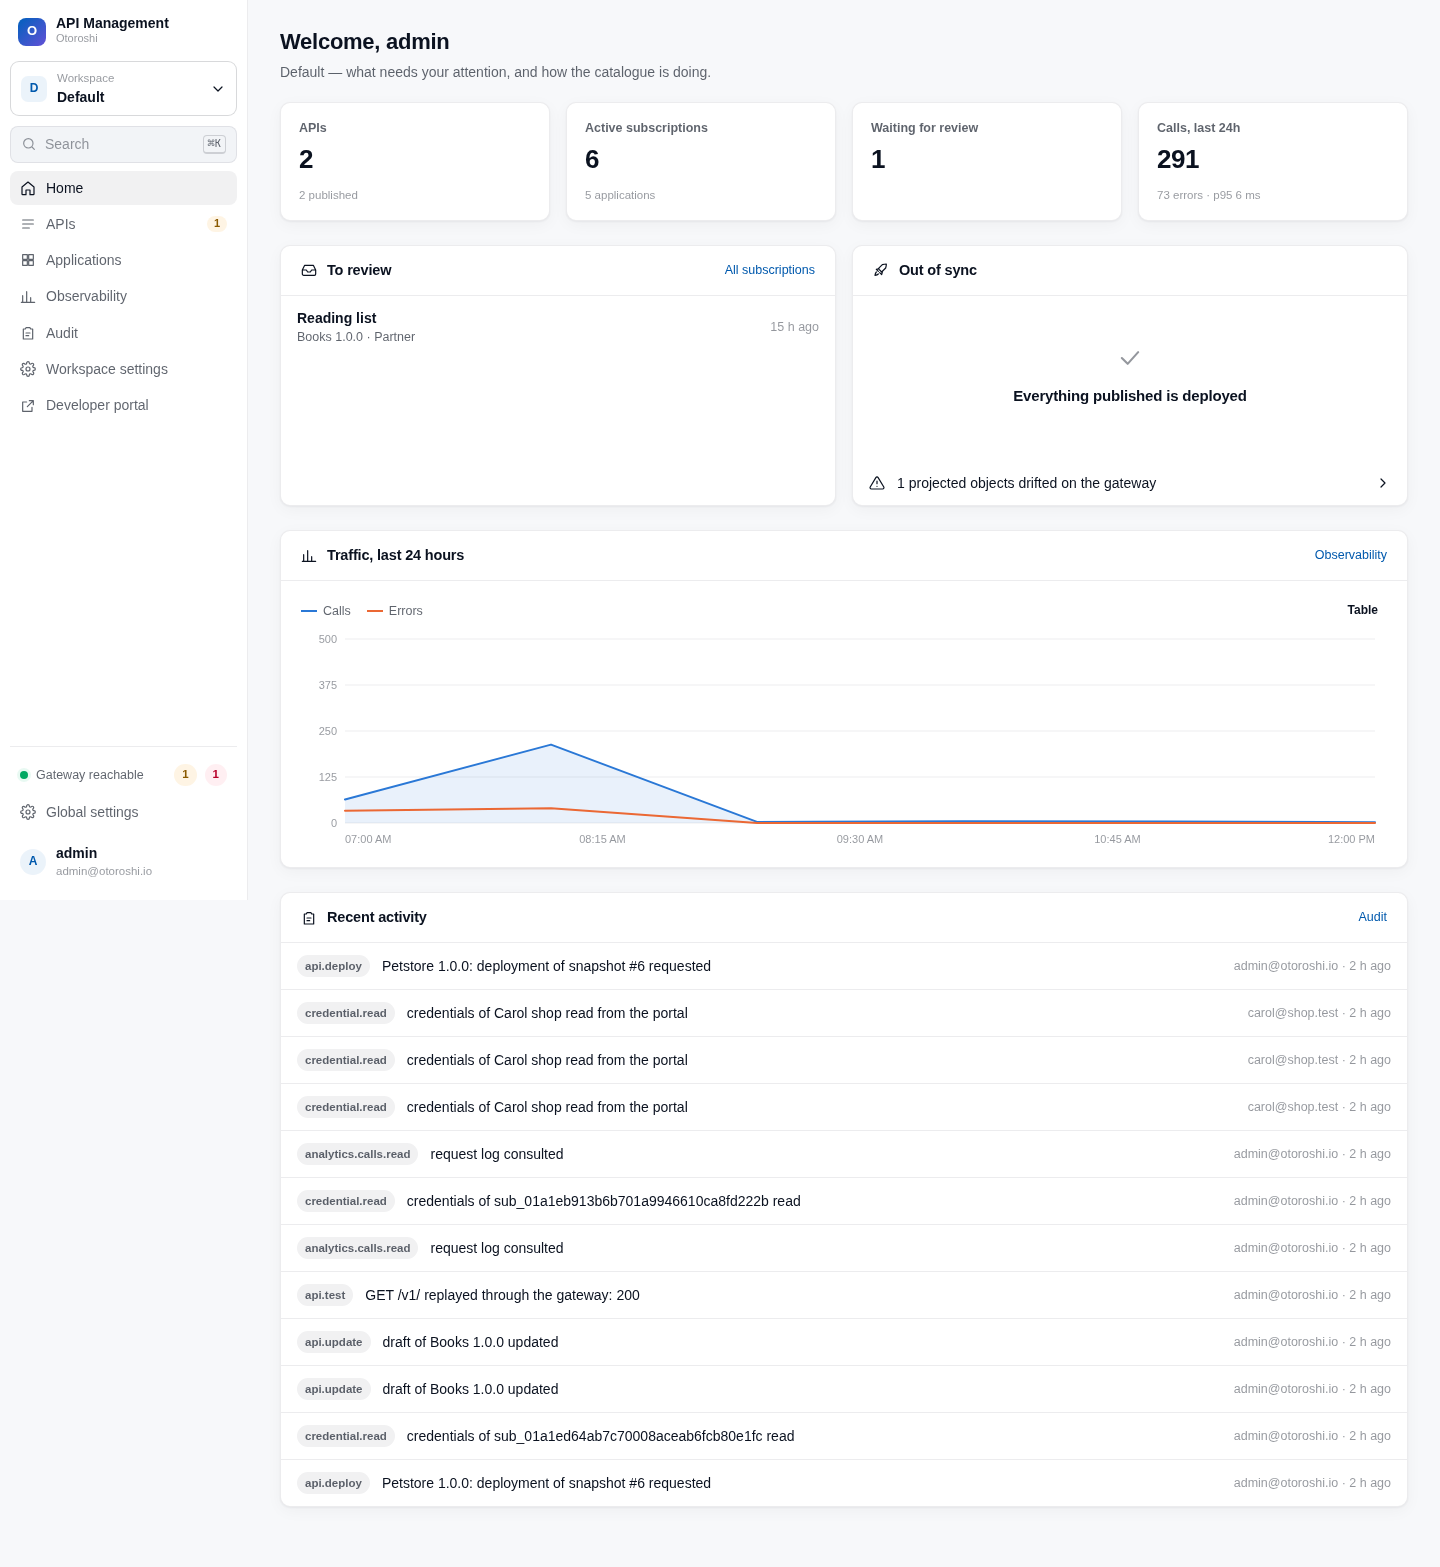 O
API Management
Otoroshi
D
Workspace
Default
Search
⌘K
Home
APIs
1
Applications
Observability
Audit
Workspace settings
Developer portal
Gateway reachable
1
1
Global settings
A
admin
admin@otoroshi.io
Welcome, admin
Default — what needs your attention, and how the catalogue is doing.
APIs
2
2 published
Active subscriptions
6
5 applications
Waiting for review
1
Calls, last 24h
291
73 errors · p95 6 ms
To review
All subscriptions
Reading list
Books 1.0.0 · Partner
15 h ago
Out of sync
Everything published is deployed
1 projected objects drifted on the gateway
Traffic, last 24 hours
Observability
Calls
Errors
Table
500
375
250
125
0
07:00 AM
08:15 AM
09:30 AM
10:45 AM
12:00 PM
Recent activity
Audit
api.deploy Petstore 1.0.0: deployment of snapshot #6 requested admin@otoroshi.io · 2 h ago
credential.read credentials of Carol shop read from the portal carol@shop.test · 2 h ago
credential.read credentials of Carol shop read from the portal carol@shop.test · 2 h ago
credential.read credentials of Carol shop read from the portal carol@shop.test · 2 h ago
analytics.calls.read request log consulted admin@otoroshi.io · 2 h ago
credential.read credentials of sub_01a1eb913b6b701a9946610ca8fd222b read admin@otoroshi.io · 2 h ago
analytics.calls.read request log consulted admin@otoroshi.io · 2 h ago
api.test GET /v1/ replayed through the gateway: 200 admin@otoroshi.io · 2 h ago
api.update draft of Books 1.0.0 updated admin@otoroshi.io · 2 h ago
api.update draft of Books 1.0.0 updated admin@otoroshi.io · 2 h ago
credential.read credentials of sub_01a1ed64ab7c70008aceab6fcb80e1fc read admin@otoroshi.io · 2 h ago
api.deploy Petstore 1.0.0: deployment of snapshot #6 requested admin@otoroshi.io · 2 h ago